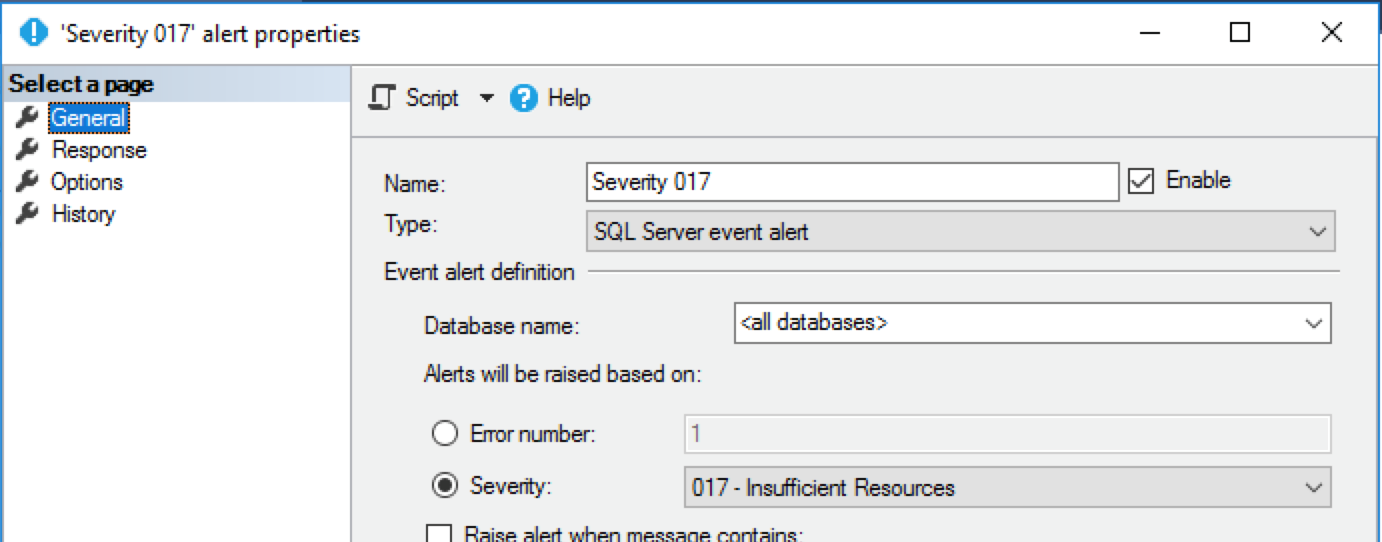 'Severity 017' alert properties
Select a page
General
Response
Options
History
Script Help
Name: Severity 017 Enable
Type: SQL Server event alert
Event alert definition
Database name: <all databases>
Alerts will be raised based on:
Error number: 1
Severity: 017 - Insufficient Resources
Raise alert when message contains: